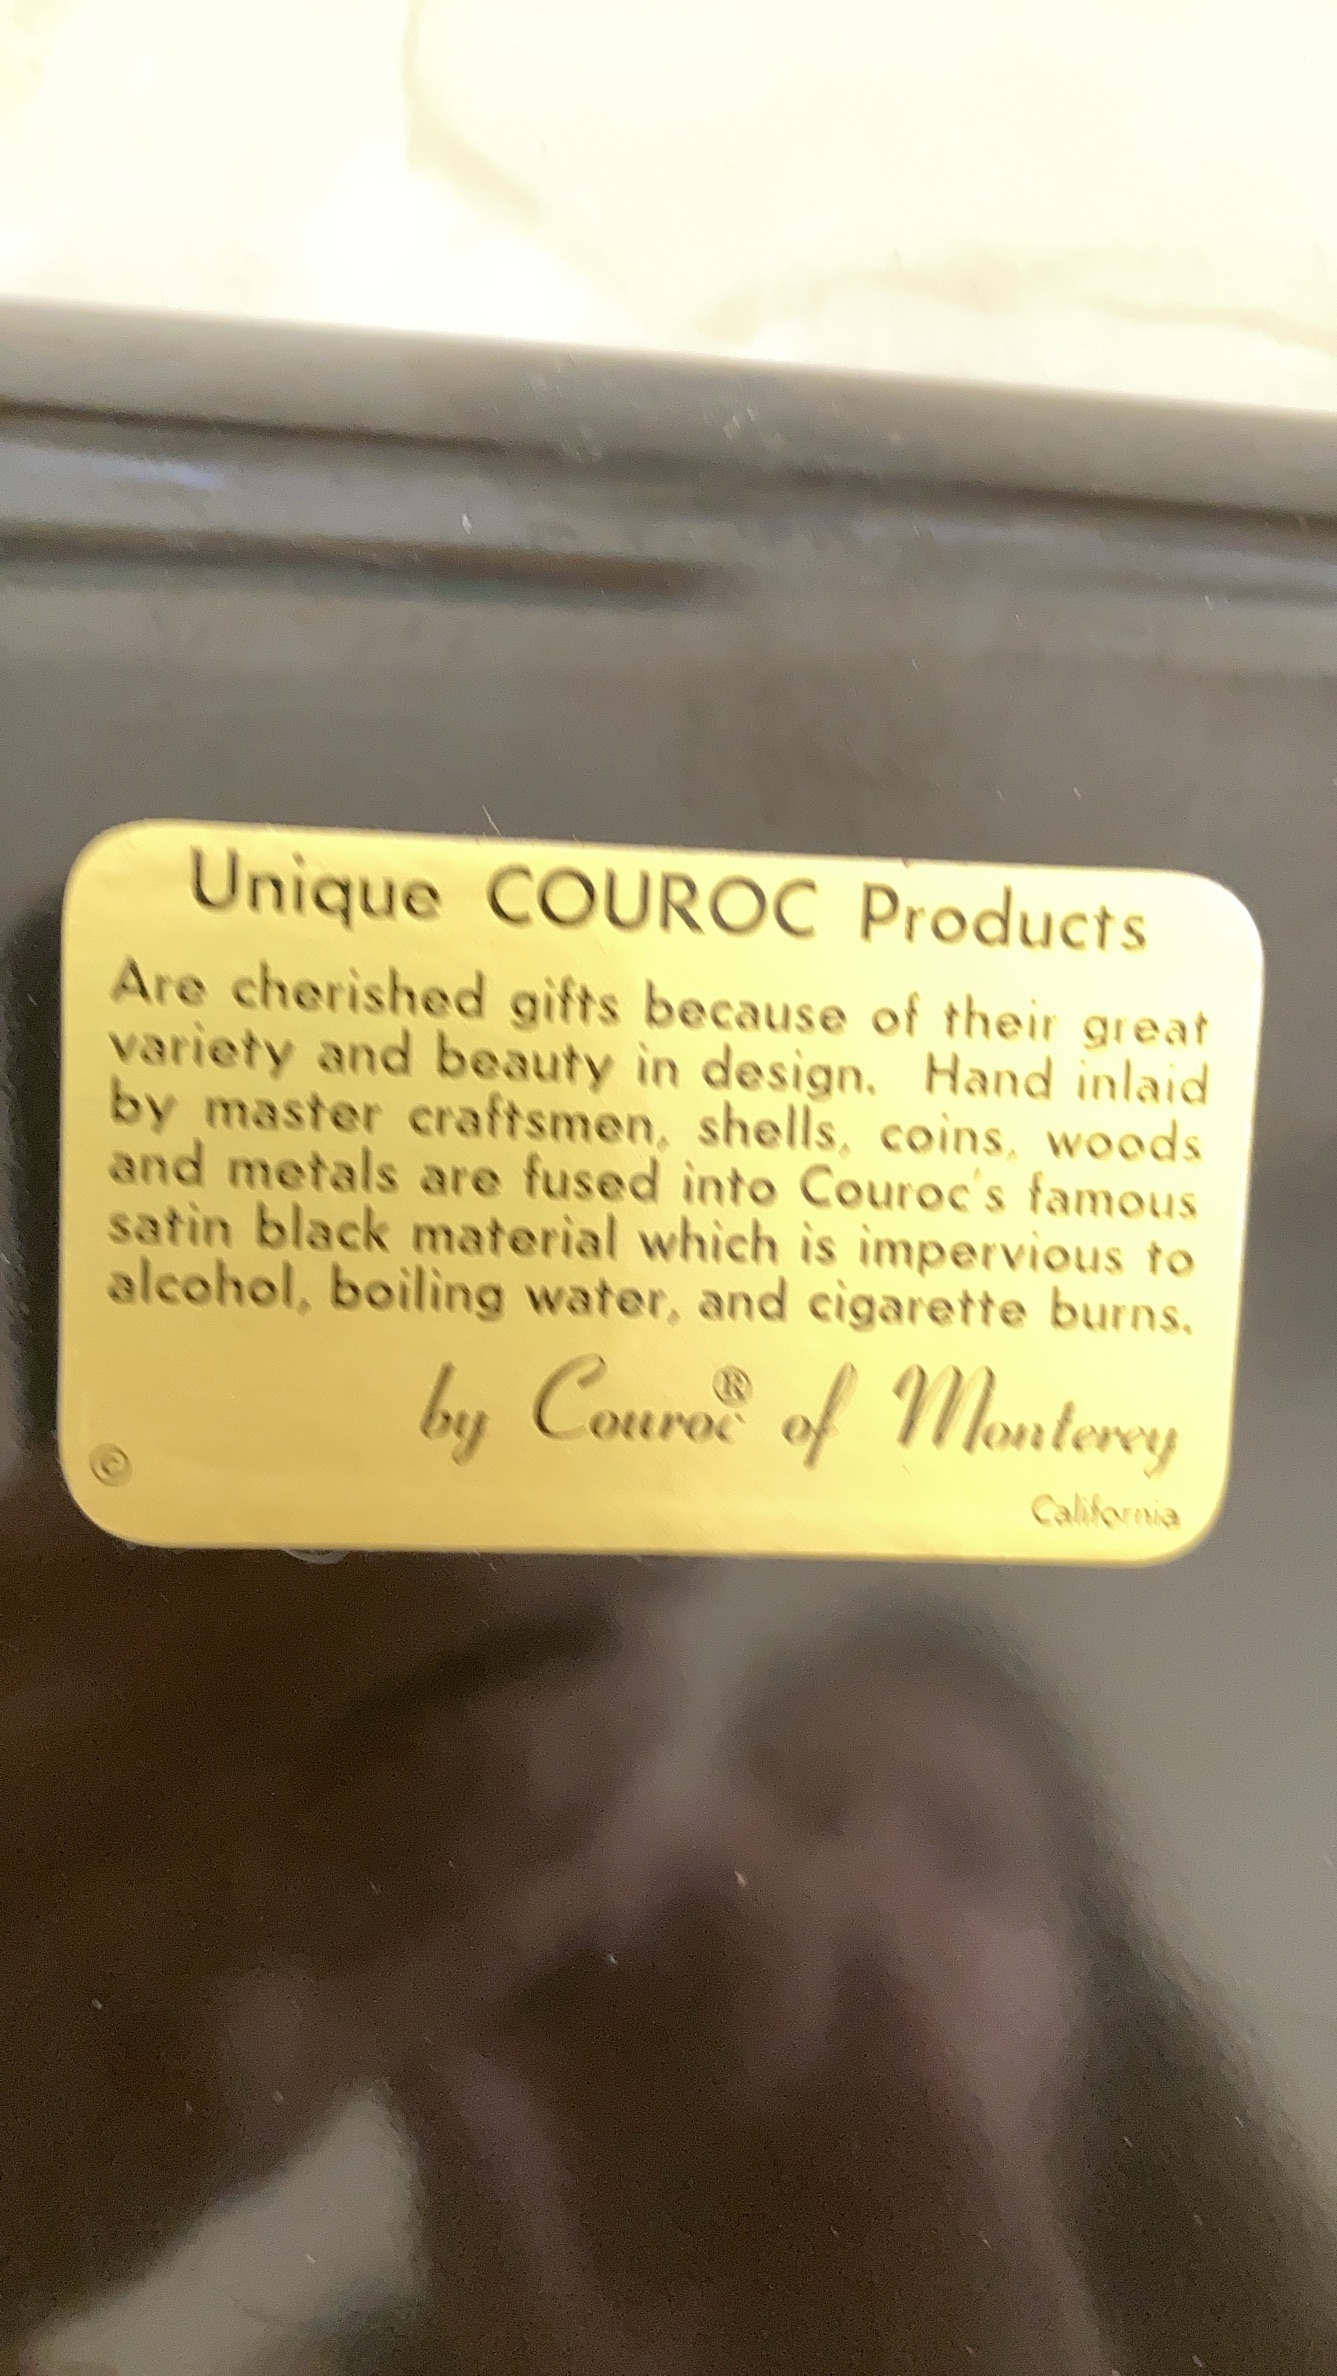 Unique COUROC Products
Are cherished gifts because of their great
variety and beauty in design. Hand inlaid
by master craftsmen, shells, coins, woods
and metals are fused into Couroc's famous
satin black material which is impervious to
alcohol, boiling water, and cigarette burns.
by Couroc® of Monterey
©
California